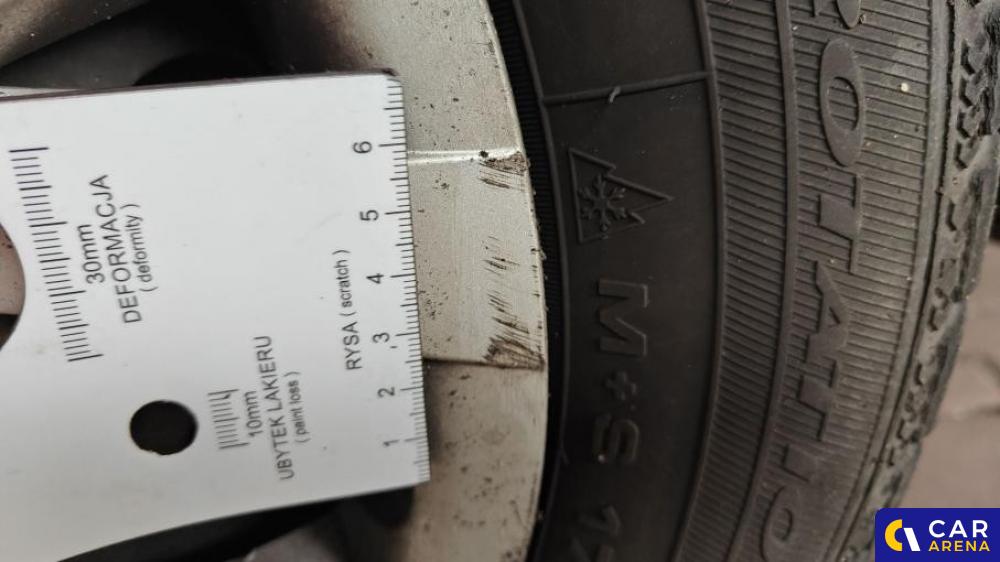 30mm
DEFORMACJA
( deformity )
10mm
UBYTEK LAKIERU
( paint loss )
RYSA ( scratch )
6
5
4
3
2
1
M+S
CAR
ARENA